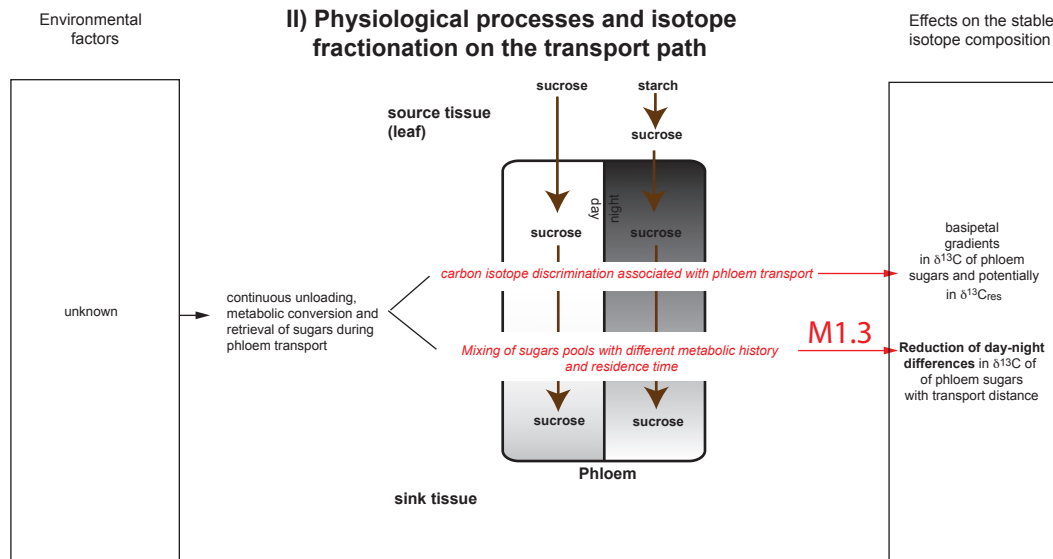 Environmental
factors
II) Physiological processes and isotope
fractionation on the transport path
Effects on the stable
isotope composition
sucrose
starch
source tissue
(leaf)
sucrose
day
night
sucrose
sucrose
carbon isotope discrimination associated with phloem transport
basipetal
gradients
in δ¹³C of phloem
sugars and potentially
in δ¹³Cres
unknown
continuous unloading,
metabolic conversion and
retrieval of sugars during
phloem transport
M1.3
Mixing of sugars pools with different metabolic history
and residence time
Reduction of day-night
differences in δ¹³C of
of phloem sugars
with transport distance
sucrose
sucrose
Phloem
sink tissue